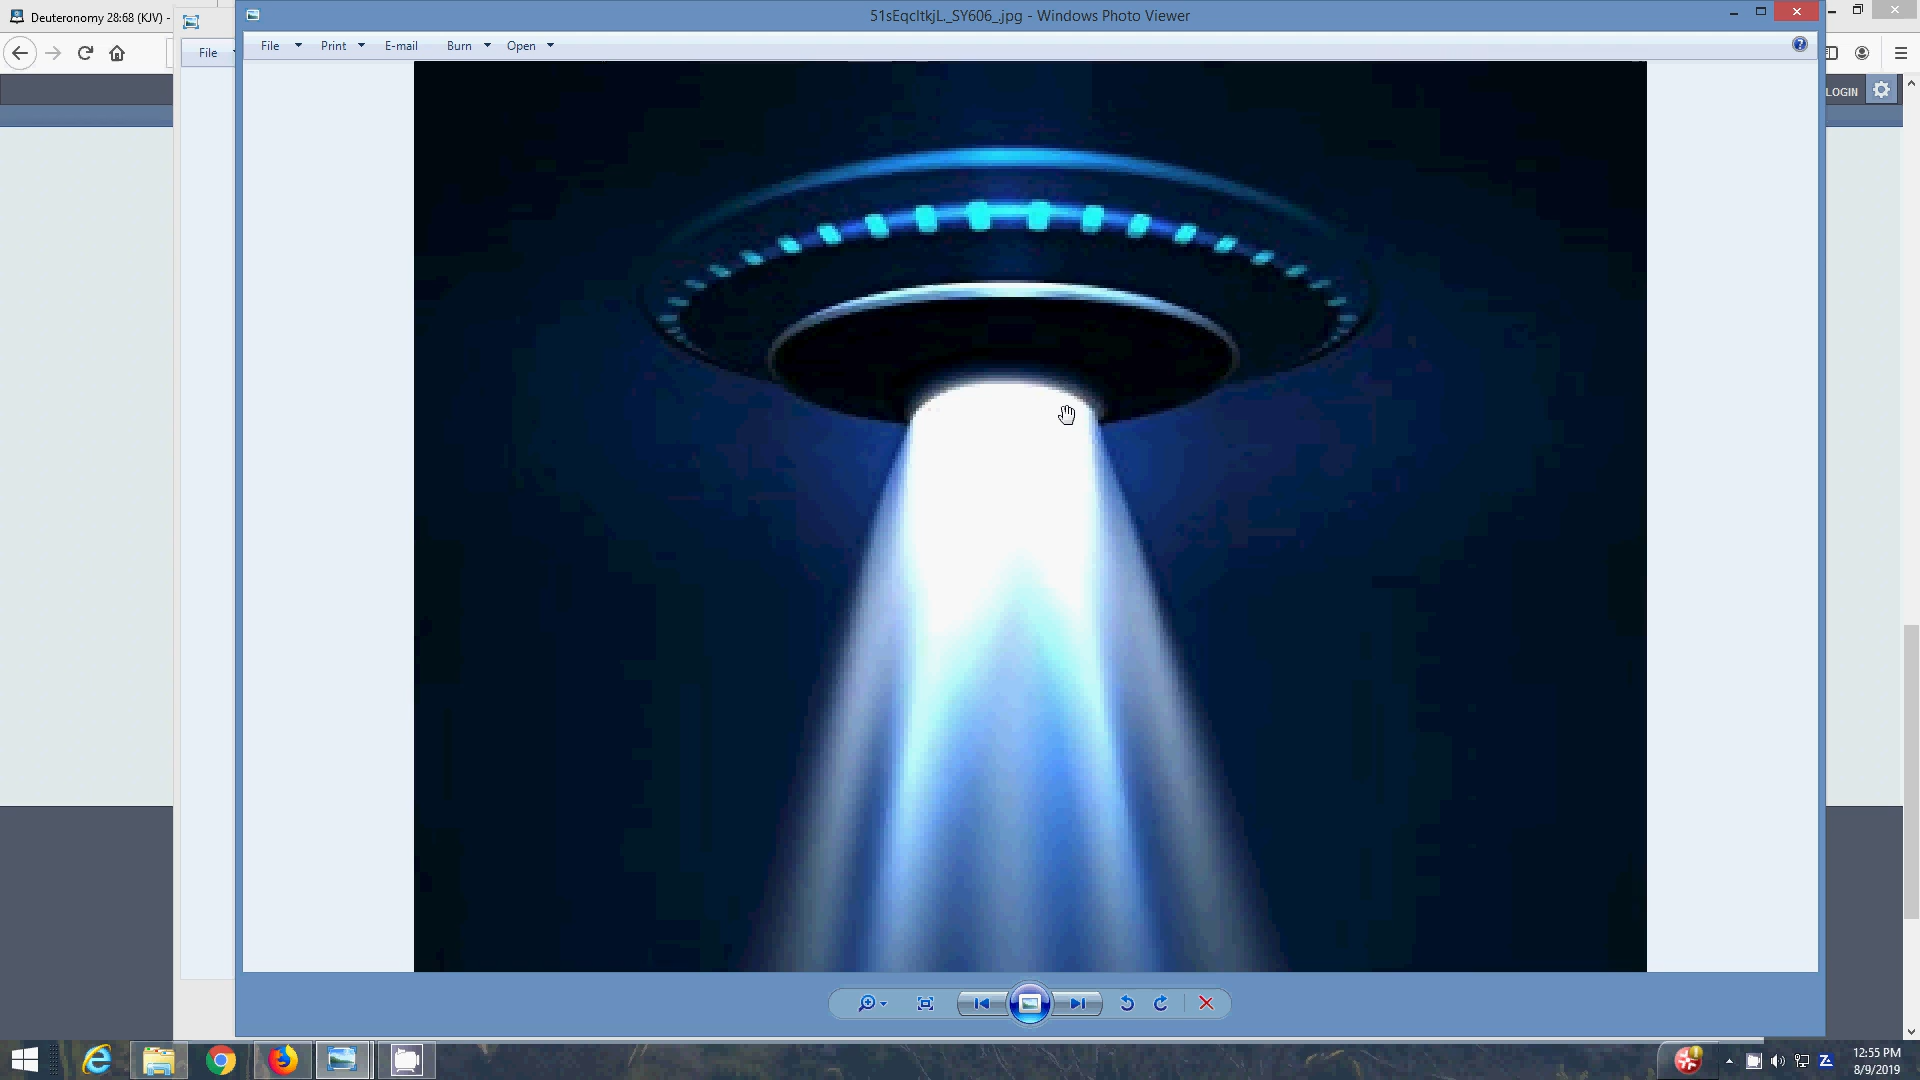 Deuteronomy 28:68 (KJV) -
51sEqcltkjL._SY606_.jpg - Windows Photo Viewer
File
File Print E-mail Burn Open
LOGIN
12:55 PM
8/9/2019